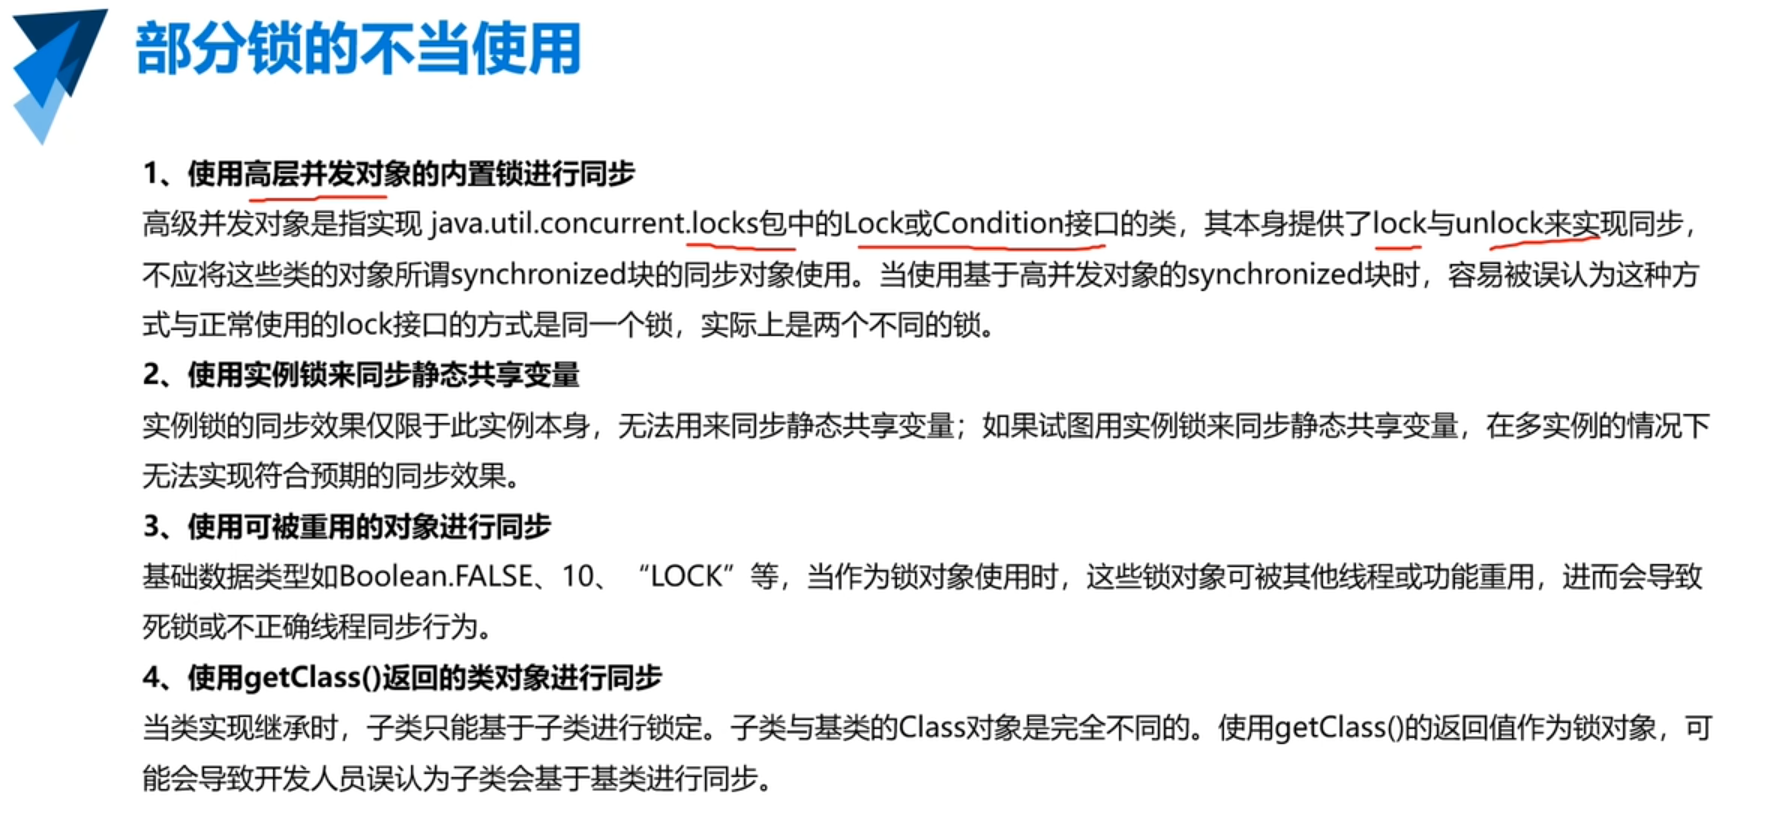 部分锁的不当使用
1、使用高层并发对象的内置锁进行同步
高级并发对象是指实现 java.util.concurrent.locks包中的Lock或Condition接口的类，其本身提供了lock与unlock来实现同步，
不应将这些类的对象所谓synchronized块的同步对象使用。当使用基于高并发对象的synchronized块时，容易被误认为这种方
式与正常使用的lock接口的方式是同一个锁，实际上是两个不同的锁。
2、使用实例锁来同步静态共享变量
实例锁的同步效果仅限于此实例本身，无法用来同步静态共享变量；如果试图用实例锁来同步静态共享变量，在多实例的情况下
无法实现符合预期的同步效果。
3、使用可被重用的对象进行同步
基础数据类型如Boolean.FALSE、10、“LOCK”等，当作为锁对象使用时，这些锁对象可被其他线程或功能重用，进而会导致
死锁或不正确线程同步行为。
4、使用getClass()返回的类对象进行同步
当类实现继承时，子类只能基于子类进行锁定。子类与基类的Class对象是完全不同的。使用getClass()的返回值作为锁对象，可
能会导致开发人员误认为子类会基于基类进行同步。